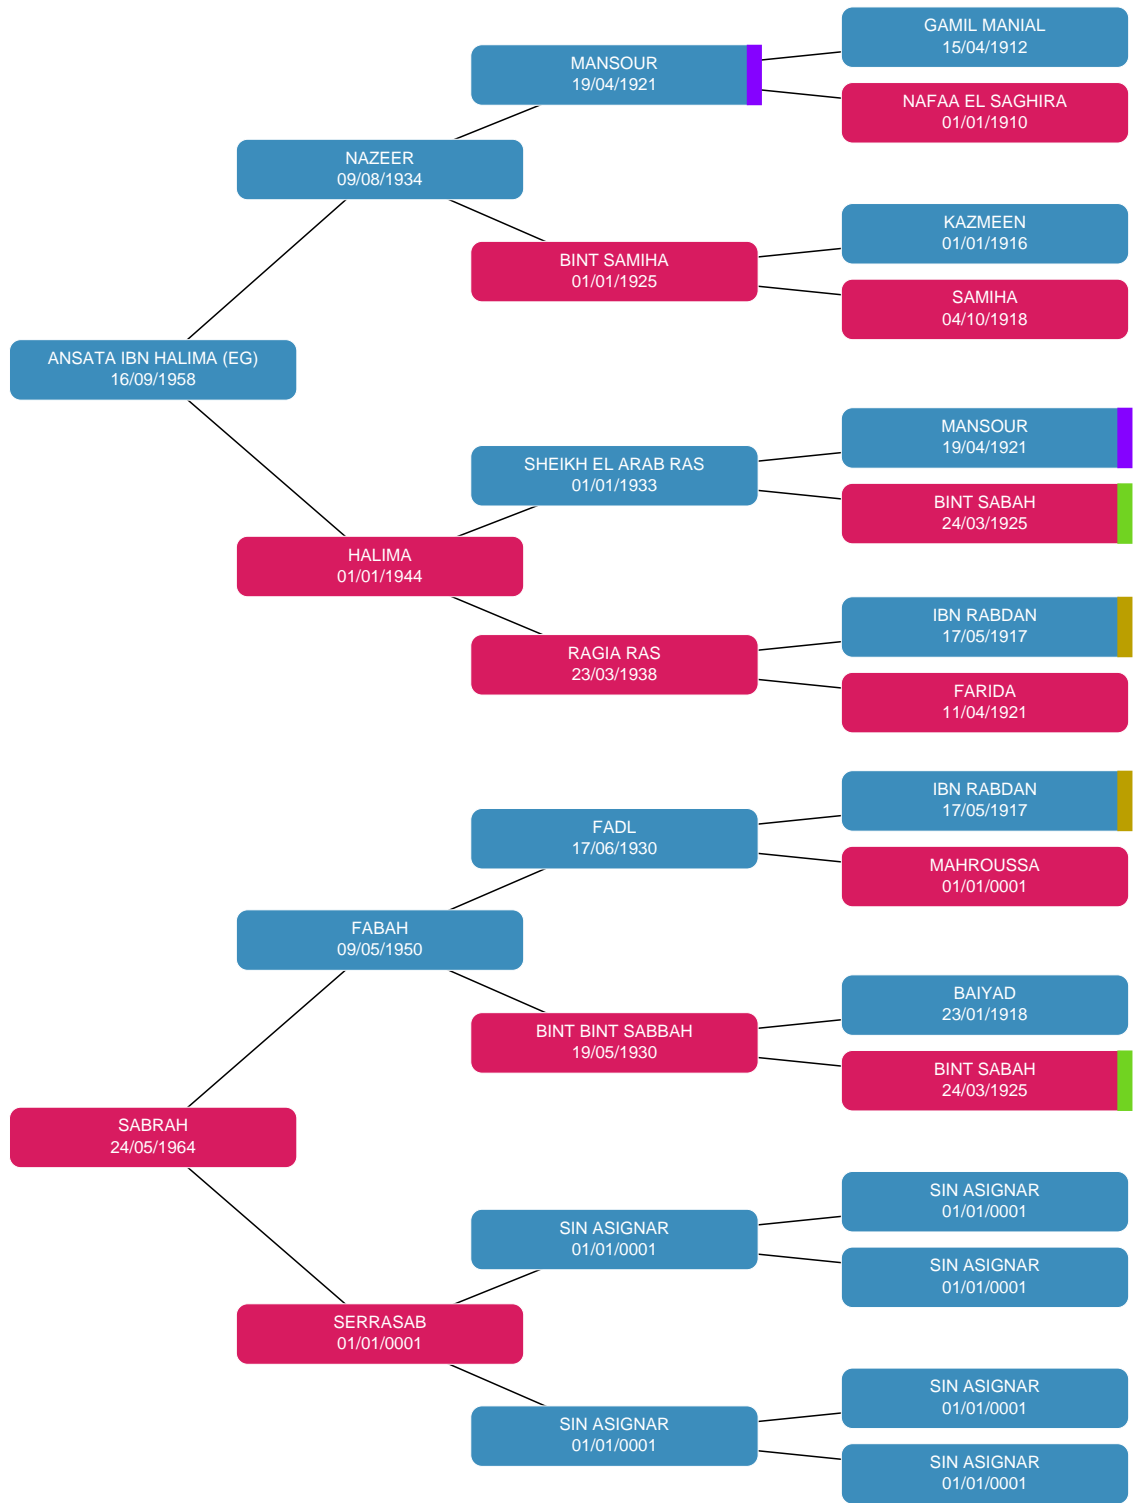 GAMIL MANIAL
15/04/1912
MANSOUR
19/04/1921
NAFAA EL SAGHIRA
01/01/1910
NAZEER
09/08/1934
KAZMEEN
01/01/1916
BINT SAMIHA
01/01/1925
SAMIHA
04/10/1918
ANSATA IBN HALIMA (EG)
16/09/1958
MANSOUR
19/04/1921
SHEIKH EL ARAB RAS
01/01/1933
BINT SABAH
24/03/1925
HALIMA
01/01/1944
IBN RABDAN
17/05/1917
RAGIA RAS
23/03/1938
FARIDA
11/04/1921
IBN RABDAN
17/05/1917
FADL
17/06/1930
MAHROUSSA
01/01/0001
FABAH
09/05/1950
BAIYAD
23/01/1918
BINT BINT SABBAH
19/05/1930
BINT SABAH
24/03/1925
SABRAH
24/05/1964
SIN ASIGNAR
01/01/0001
SIN ASIGNAR
01/01/0001
SIN ASIGNAR
01/01/0001
SERRASAB
01/01/0001
SIN ASIGNAR
01/01/0001
SIN ASIGNAR
01/01/0001
SIN ASIGNAR
01/01/0001